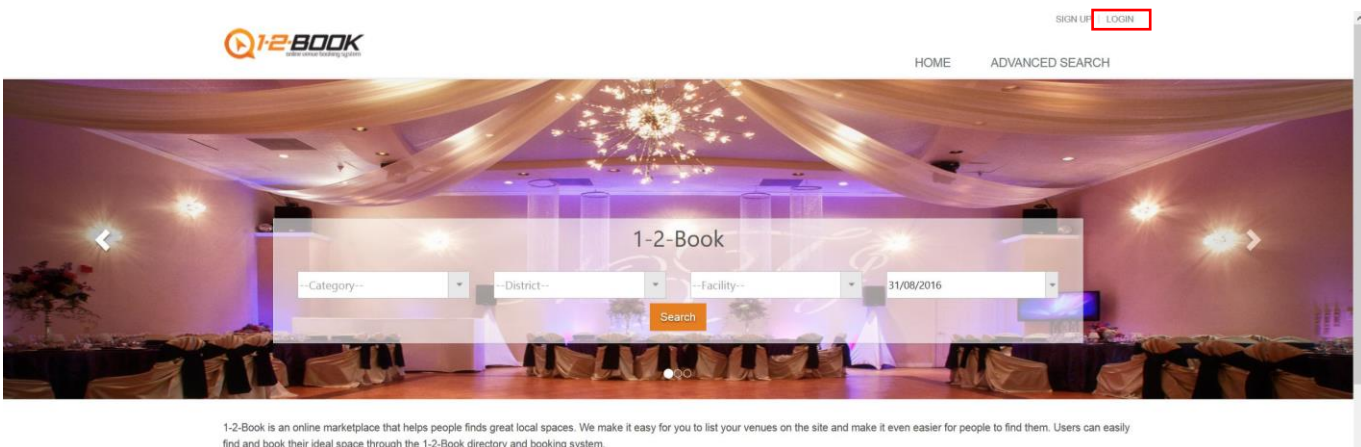 SIGN UP | LOGIN
1-2-BOOK
online venue booking system
HOME ADVANCED SEARCH
1-2-Book
--Category-- --District-- --Facility-- 31/08/2016
Search
1-2-Book is an online marketplace that helps people finds great local spaces. We make it easy for you to list your venues on the site and make it even easier for people to find them. Users can easily
find and book their ideal space through the 1-2-Book directory and booking system.